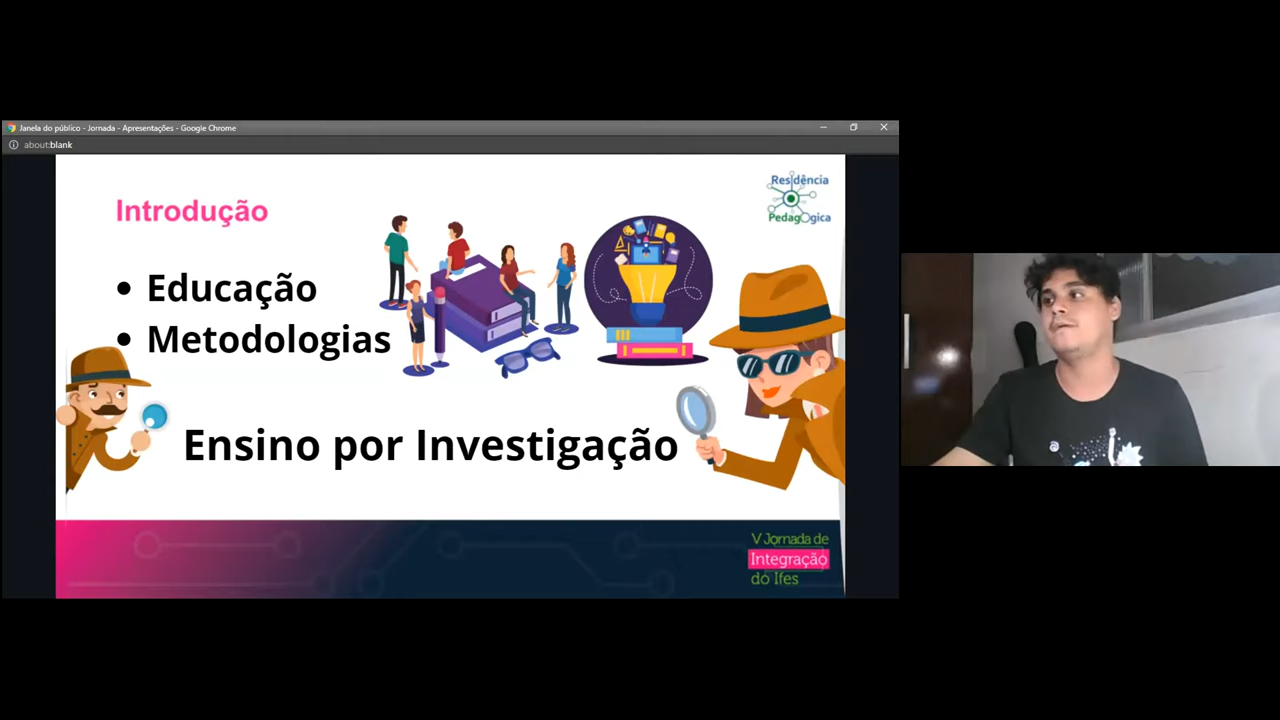 Janela do público - Jornada - Apresentações - Google Chrome
about:blank
Introdução
Residência
Pedagógica
• Educação
• Metodologias
Ensino por Investigação
V Jornada de
Integração
do Ifes